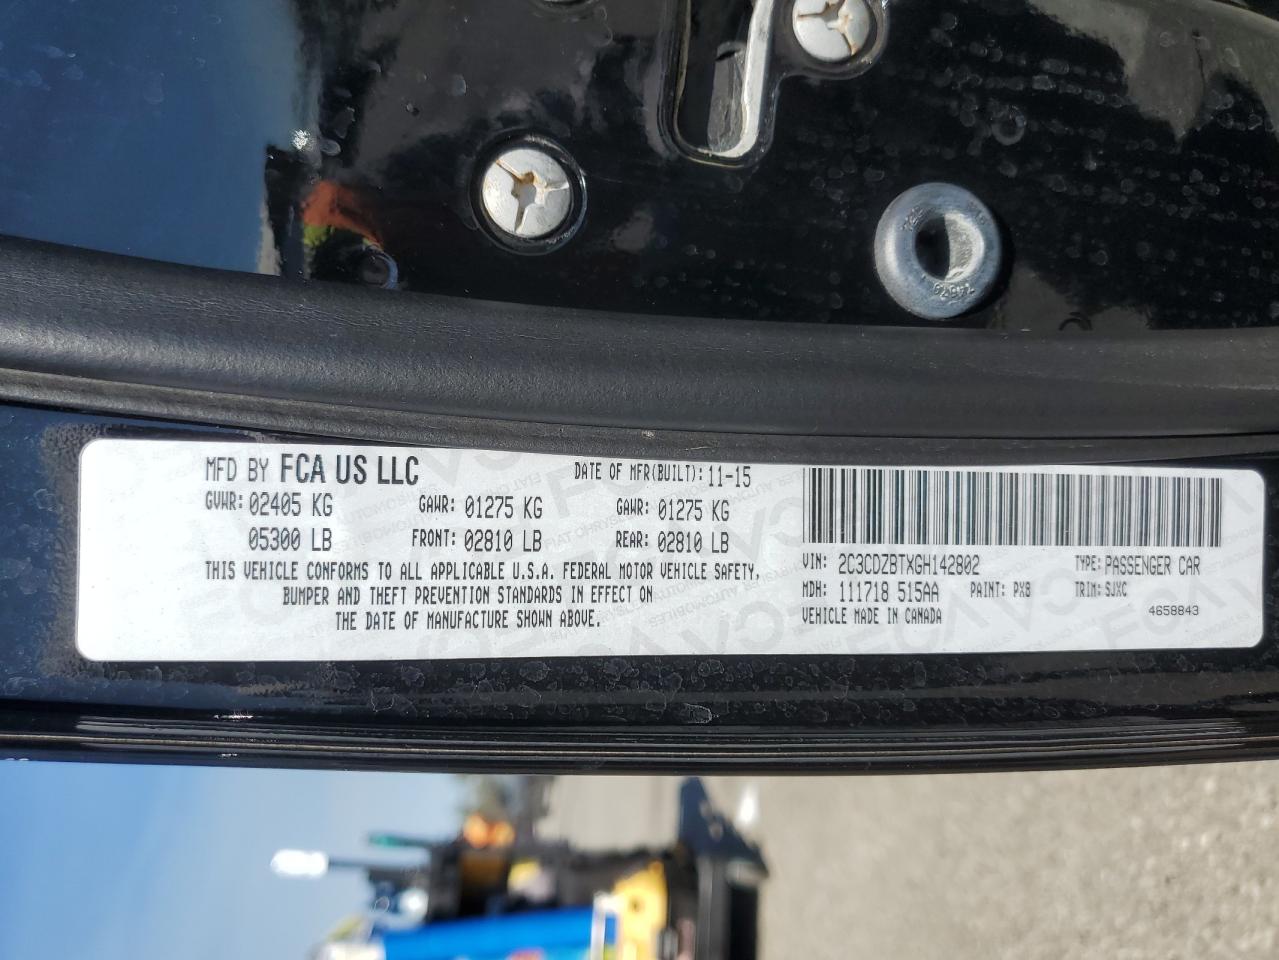 MFD BY FCA US LLC DATE OF MFR(BUILT): 11-15
GVWR: 02405 KG GAWR: 01275 KG GAWR: 01275 KG
05300 LB FRONT: 02810 LB REAR: 02810 LB
THIS VEHICLE CONFORMS TO ALL APPLICABLE U.S.A. FEDERAL MOTOR VEHICLE SAFETY,
BUMPER AND THEFT PREVENTION STANDARDS IN EFFECT ON
THE DATE OF MANUFACTURE SHOWN ABOVE.
VIN: 2C3CDZBTXGH142802 TYPE: PASSENGER CAR
MDH: 111718 515AA PAINT: PX8 TRIM: SJXC
VEHICLE MADE IN CANADA 4658843